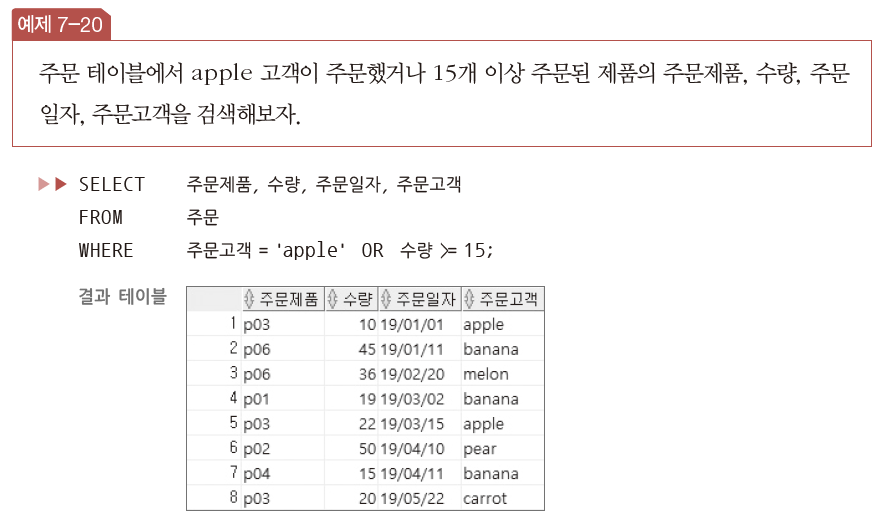 예제 7-20
주문 테이블에서 apple 고객이 주문했거나 15개 이상 주문된 제품의 주문제품, 수량, 주문
일자, 주문고객을 검색해보자.
▶▶ SELECT 주문제품, 수량, 주문일자, 주문고객
FROM 주문
WHERE 주문고객 = 'apple' OR 수량 >= 15;
결과 테이블
주문제품 수량 주문일자 주문고객
1 p03 10 19/01/01 apple
2 p06 45 19/01/11 banana
3 p06 36 19/02/20 melon
4 p01 19 19/03/02 banana
5 p03 22 19/03/15 apple
6 p02 50 19/04/10 pear
7 p04 15 19/04/11 banana
8 p03 20 19/05/22 carrot